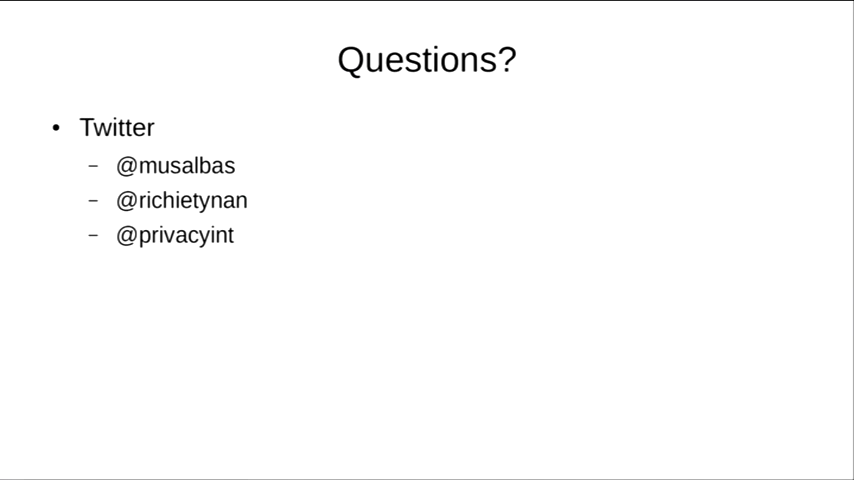 Questions?
• Twitter
– @musalbas
– @richietynan
– @privacyint